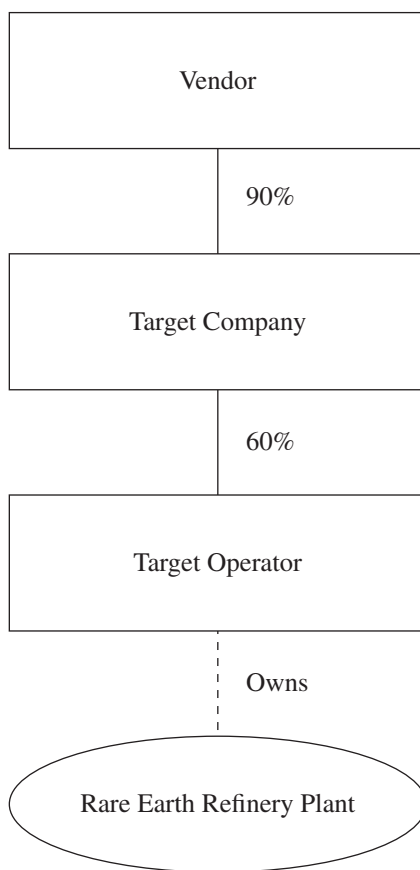 Vendor
90%
Target Company
60%
Target Operator
Owns
Rare Earth Refinery Plant